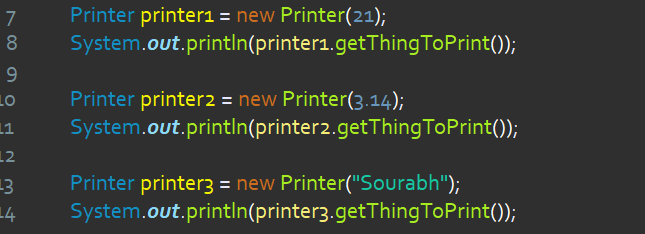 7 Printer printer1 = new Printer(21);
8 System.out.println(printer1.getThingToPrint());
9
10 Printer printer2 = new Printer(3.14);
11 System.out.println(printer2.getThingToPrint());
12
13 Printer printer3 = new Printer("Sourabh");
14 System.out.println(printer3.getThingToPrint());